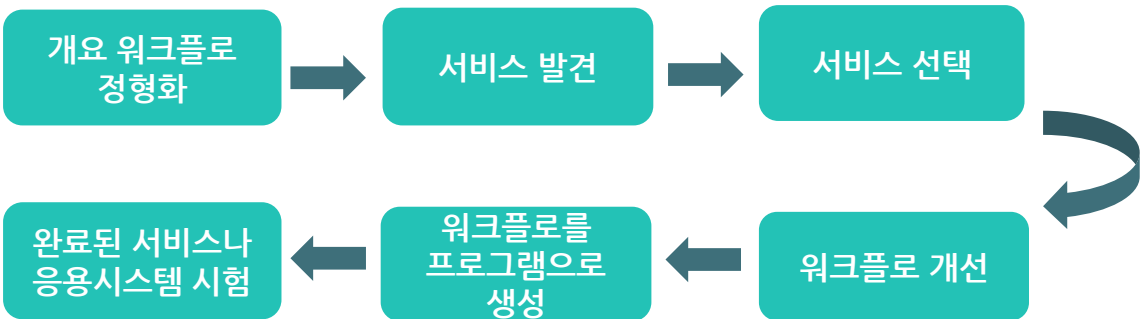 개요 워크플로
정형화
서비스 발견
서비스 선택
워크플로 개선
워크플로를
프로그램으로
생성
완료된 서비스나
응용시스템 시험